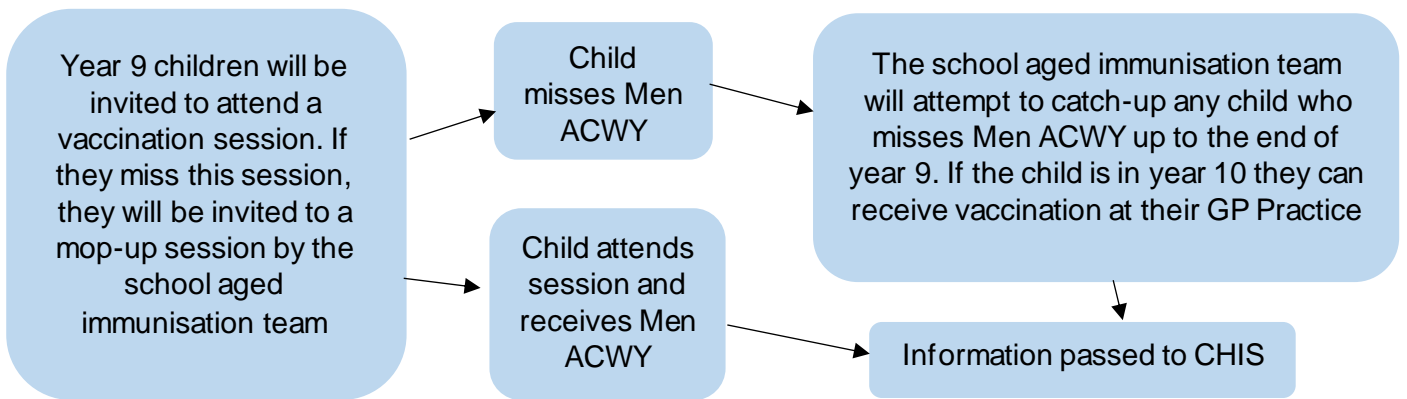 Year 9 children will be
invited to attend a
vaccination session. If
they miss this session,
they will be invited to a
mop-up session by the
school aged
immunisation team
Child
misses Men
ACWY
The school aged immunisation team
will attempt to catch-up any child who
misses Men ACWY up to the end of
year 9. If the child is in year 10 they can
receive vaccination at their GP Practice
Child attends
session and
receives Men
ACWY
Information passed to CHIS